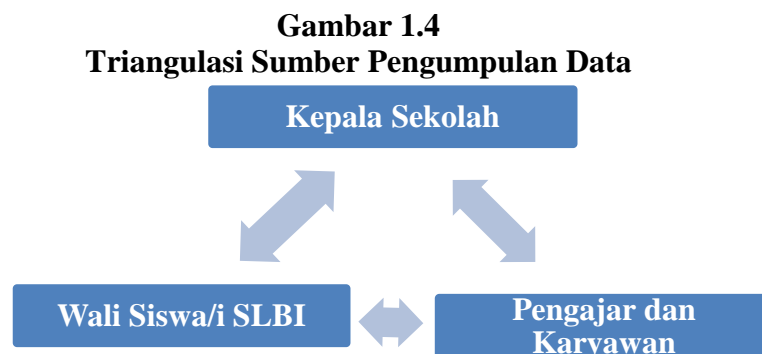 Gambar 1.4
Triangulasi Sumber Pengumpulan Data
Kepala Sekolah
Wali Siswa/i SLBI
Pengajar dan
Karyawan